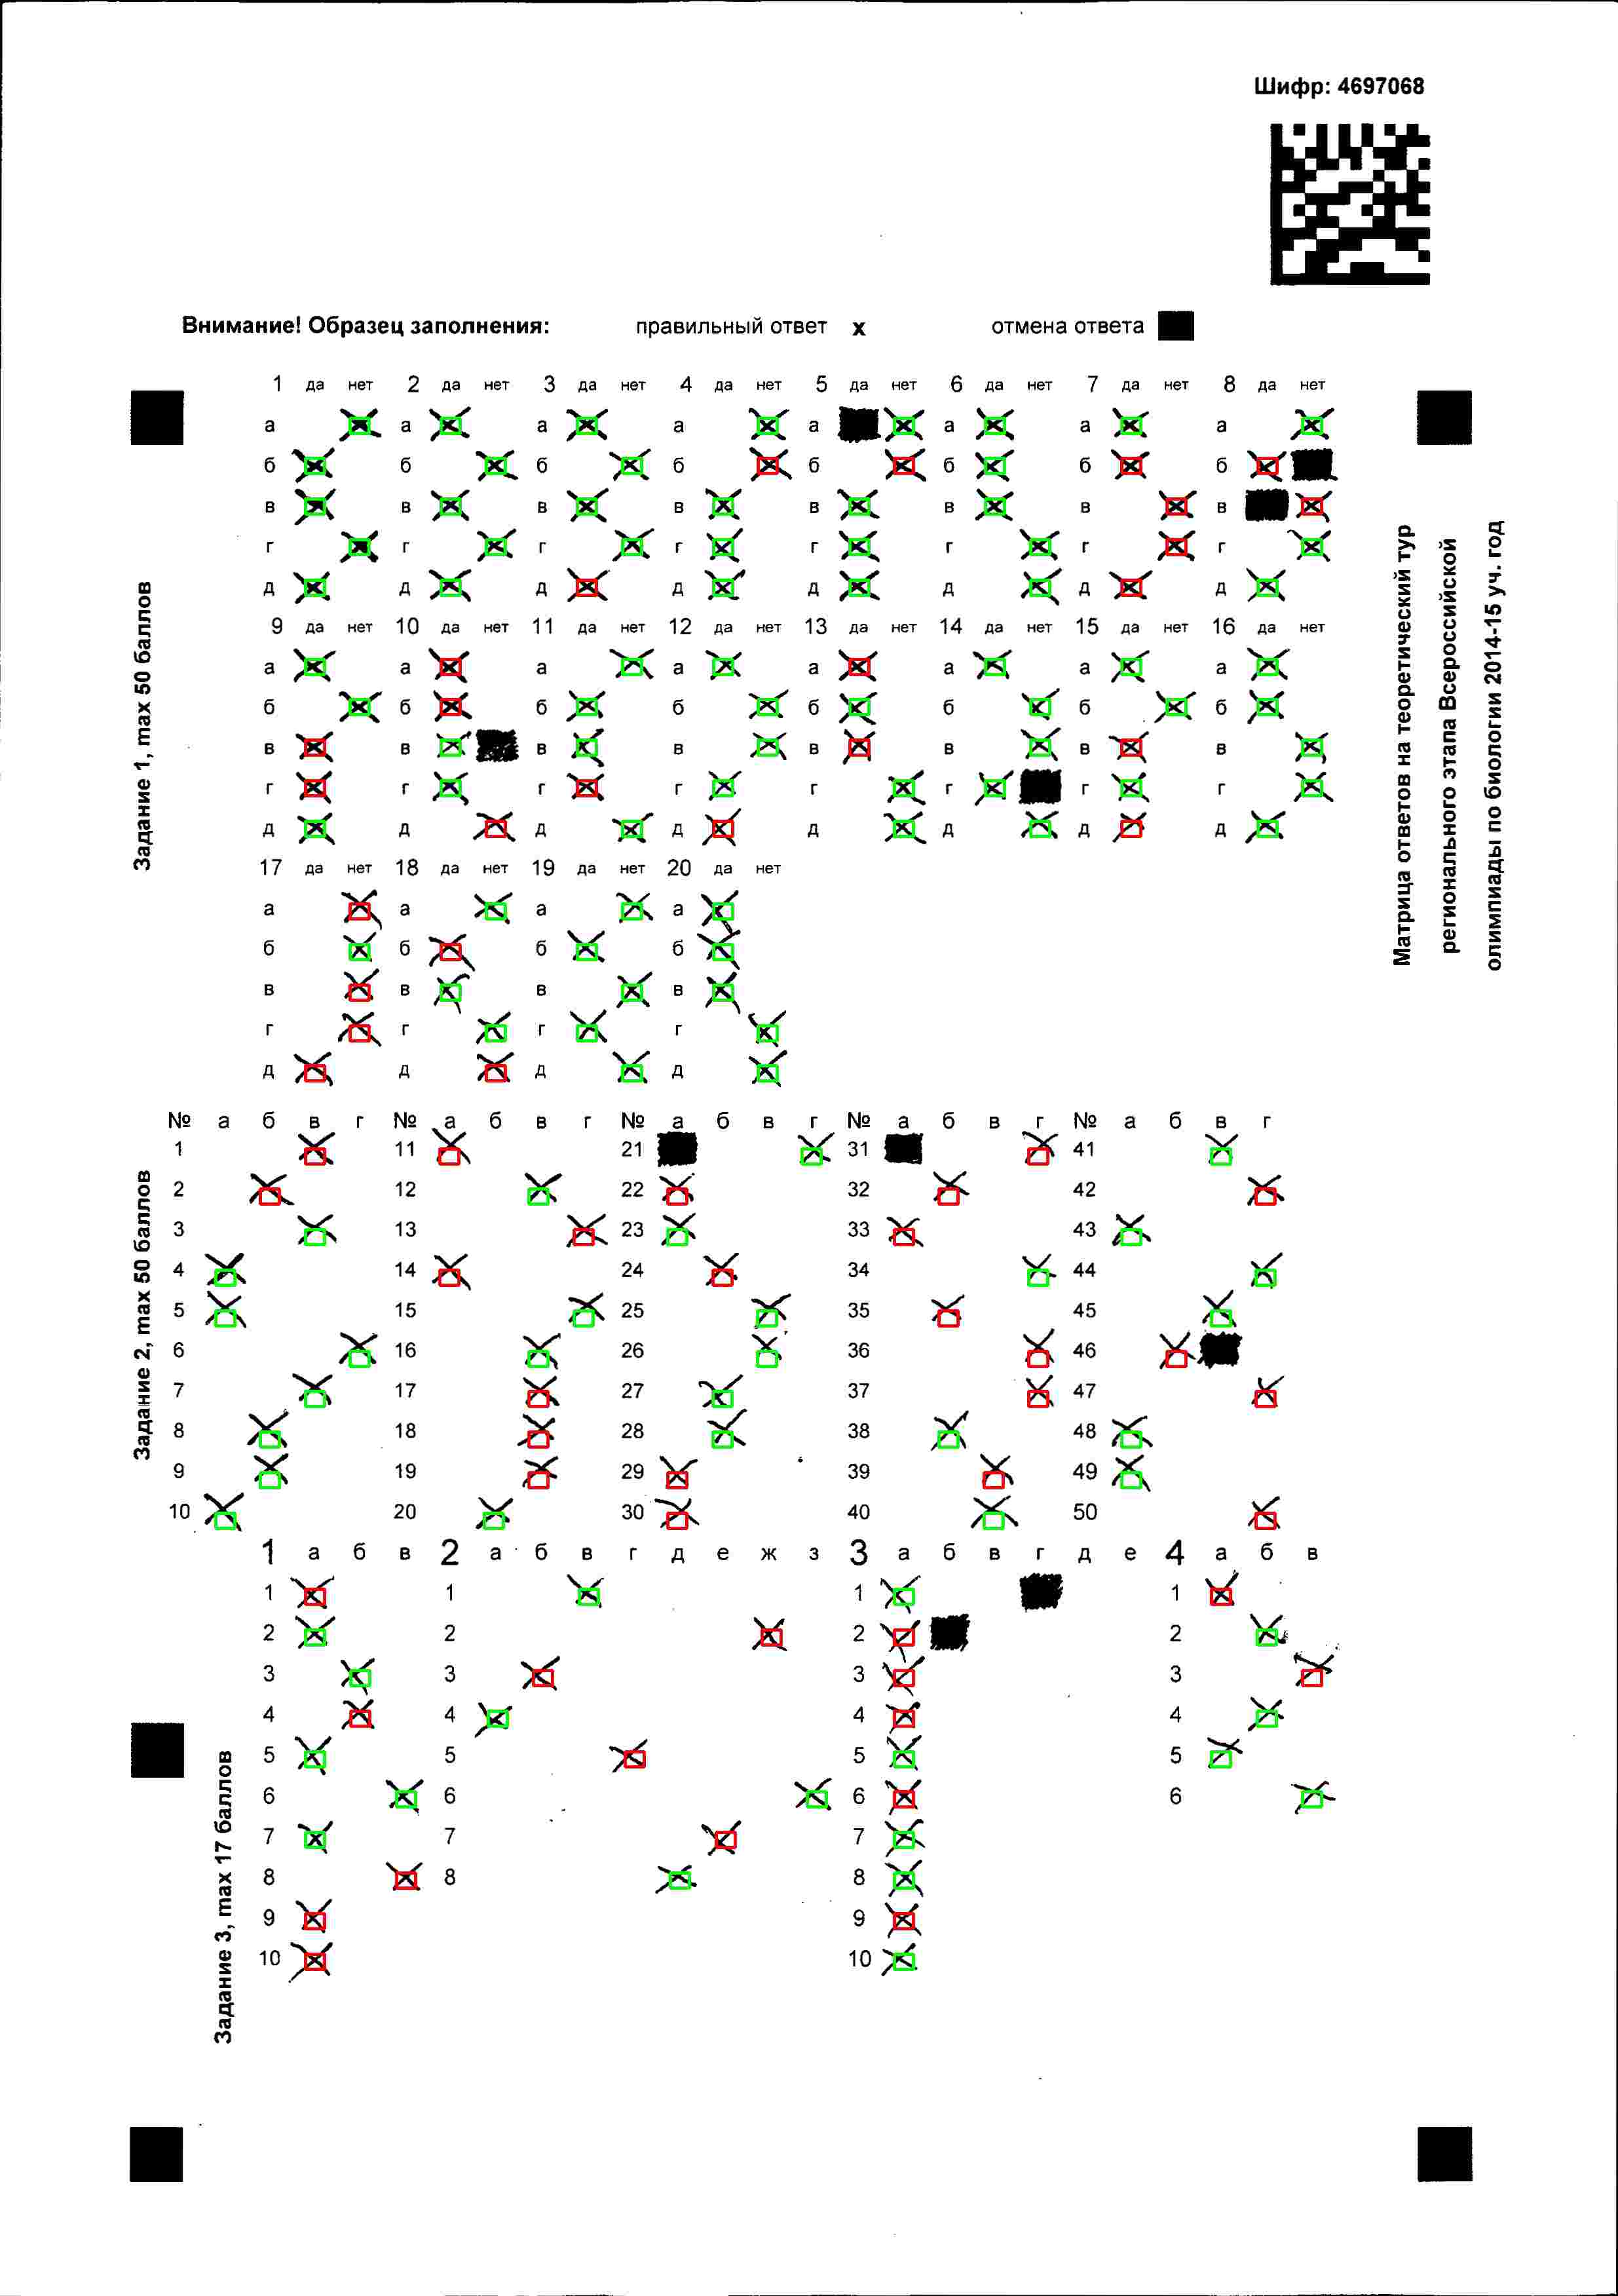 Шифр: 4697068
Внимание! Образец заполнения: правильный ответ х отмена ответа
1 да нет 2 да нет 3 да нет 4 да нет 5 да нет 6 да нет 7 да нет 8 да нет
а а а а а а а а
б б б б б б б б
в в в в в в в в
г г г г г г г г
д д д д д д д д
9 да нет 10 да нет 11 да нет 12 да нет 13 да нет 14 да нет 15 да нет 16 да нет
а а а а а а а а
б б б б б б б б
в в в в в в в в
г г г г г г г г
д д д д д д д д
17 да нет 18 да нет 19 да нет 20 да нет
а а а а
б б б б
в в в в
г г г г
д д д д
Задание 1, max 50 баллов
Матрица ответов на теоретический тур
регионального этапа Всероссийской
олимпиады по биологии 2014-15 уч. год
№ а б в г № а б в г № а б в г № а б в г № а б в г
1 11 21 31 41
2 12 22 32 42
3 13 23 33 43
4 14 24 34 44
5 15 25 35 45
6 16 26 36 46
7 17 27 37 47
8 18 28 38 48
9 19 29 39 49
10 20 30 40 50
Задание 2, max 50 баллов
1 а б в 2 а б в г д е ж з 3 а б в г д е 4 а б в
1 1 1 1
2 2 2 2
3 3 3 3
4 4 4 4
5 5 5 5
6 6 6 6
7 7 7
8 8 8
9 9
10 10
Задание 3, max 17 баллов